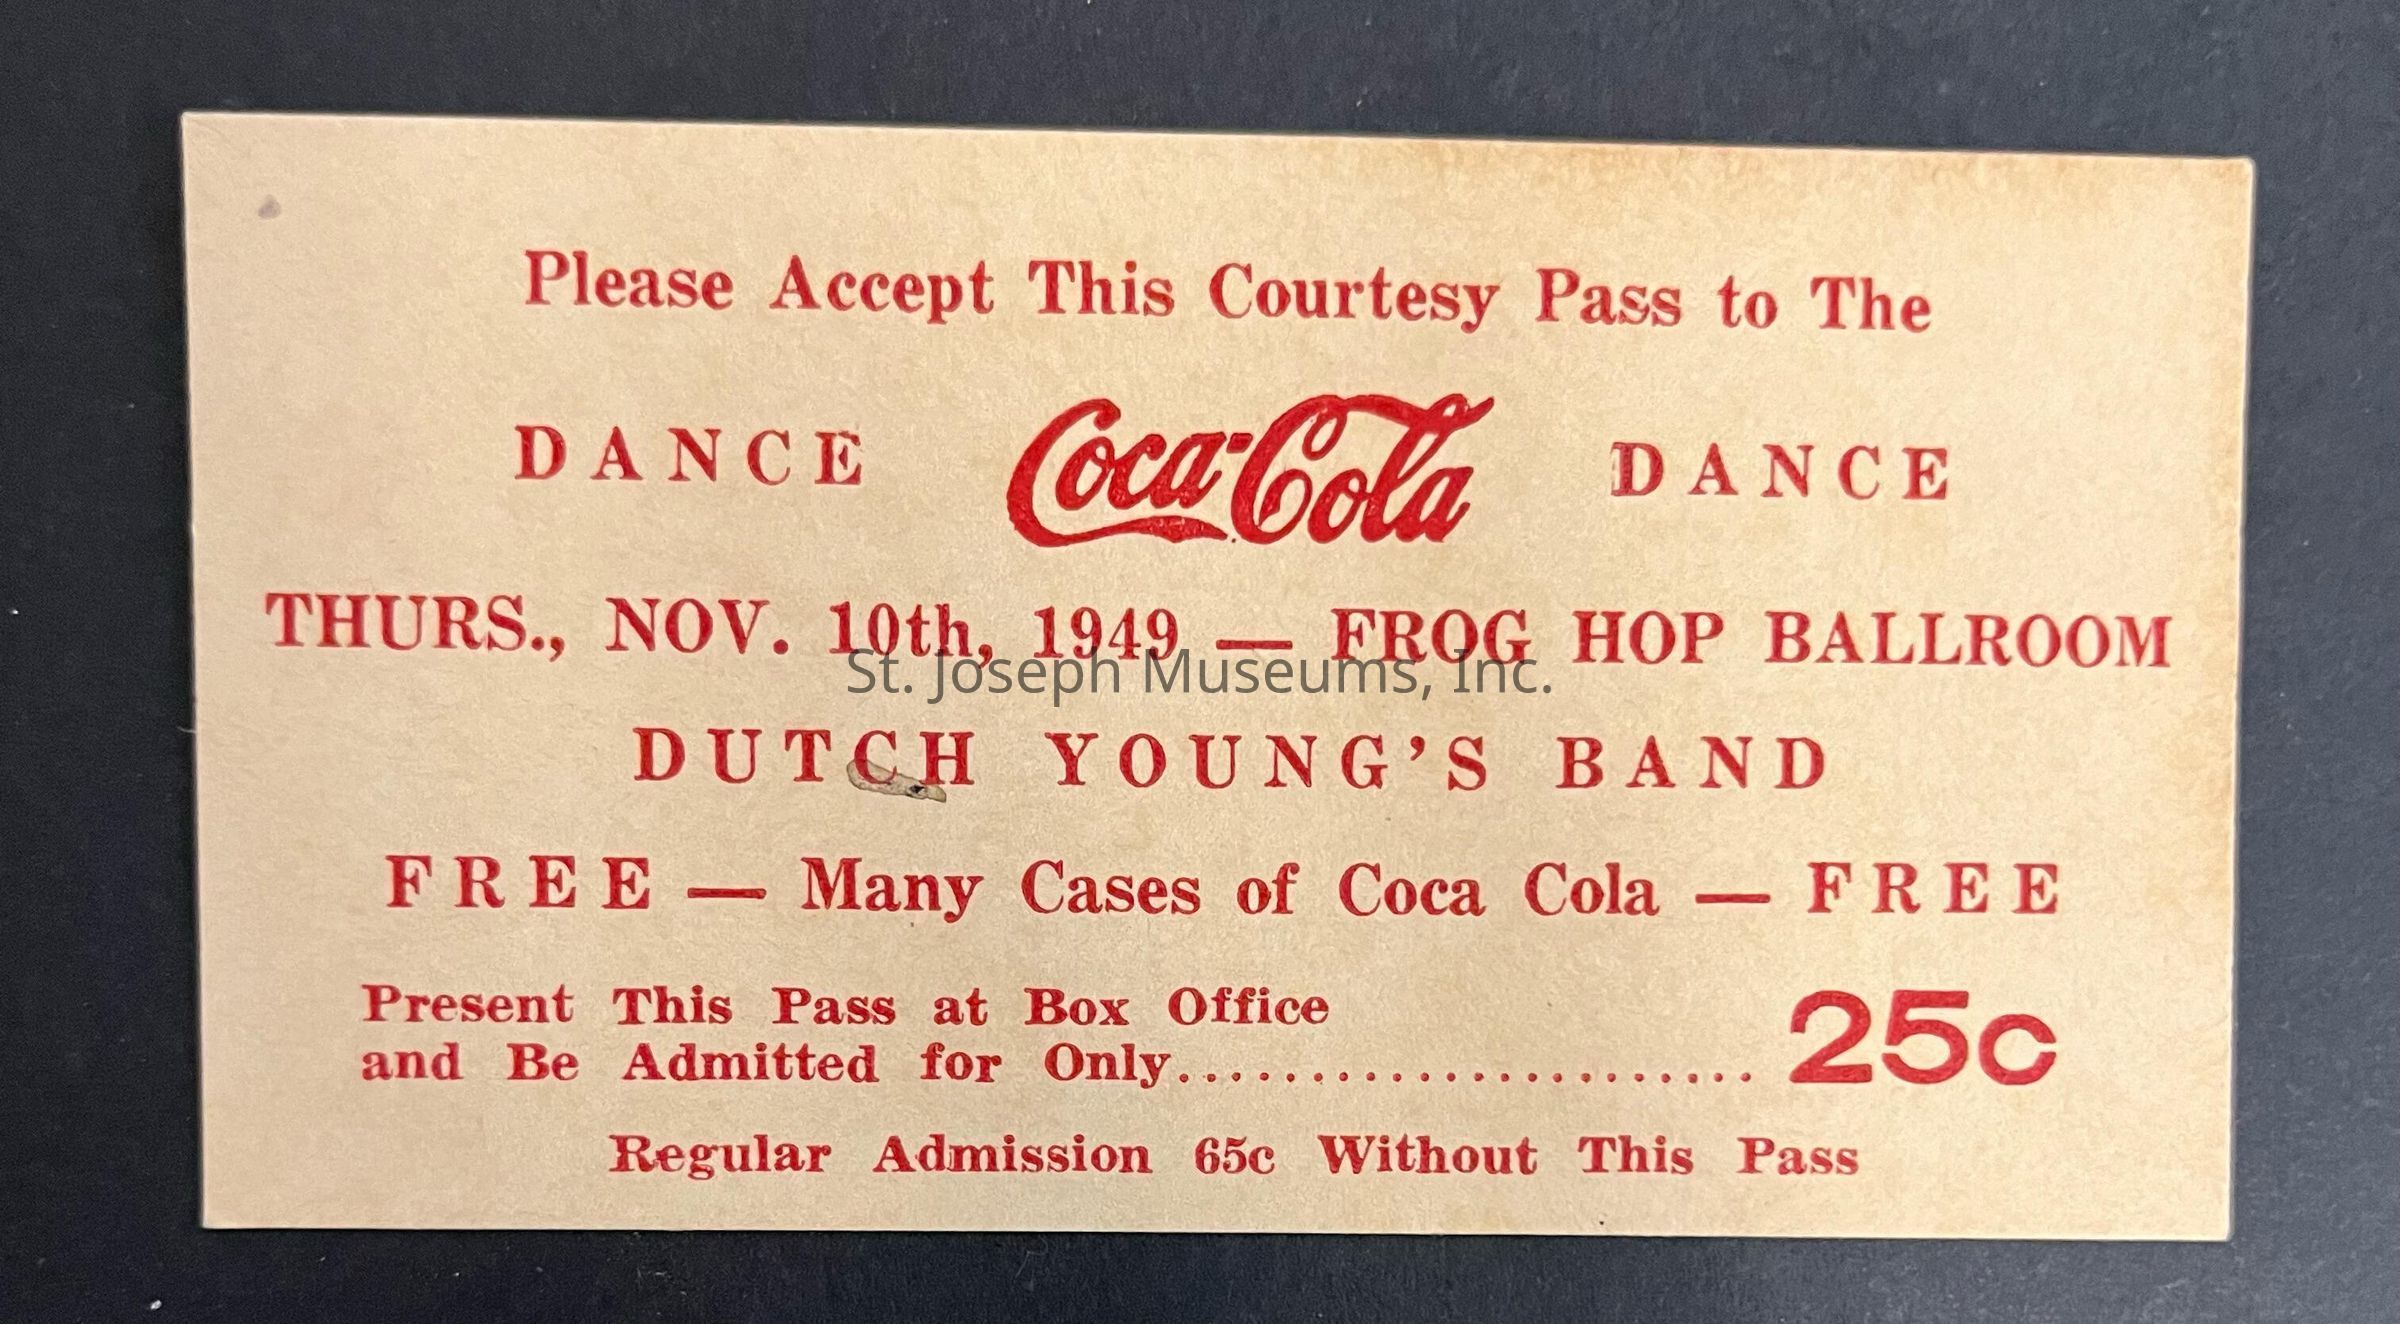 Please Accept This Courtesy Pass to The
DANCE Coca-Cola DANCE
THURS., NOV. 10th, 1949 — FROG HOP BALLROOM
St. Joseph Museums, Inc.
DUTCH YOUNG'S BAND
FREE — Many Cases of Coca Cola — FREE
Present This Pass at Box Office
and Be Admitted for Only...................... 25c
Regular Admission 65c Without This Pass